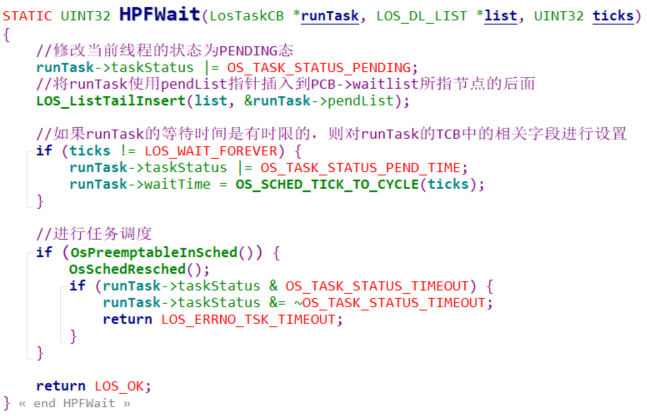 STATIC UINT32 HPFWait(LosTaskCB *runTask, LOS_DL_LIST *list, UINT32 ticks)
{
    //修改当前线程的状态为PENDING态
    runTask->taskStatus |= OS_TASK_STATUS_PENDING;
    //将runTask使用pendList指针插入到PCB->waitlist所指节点的后面
    LOS_ListTailInsert(list, &runTask->pendList);

    //如果runTask的等待时间是有时限的，则对runTask的TCB中的相关字段进行设置
    if (ticks != LOS_WAIT_FOREVER) {
        runTask->taskStatus |= OS_TASK_STATUS_PEND_TIME;
        runTask->waitTime = OS_SCHED_TICK_TO_CYCLE(ticks);
    }

    //进行任务调度
    if (OsPreemptableInSched()) {
        OsSchedResched();
        if (runTask->taskStatus & OS_TASK_STATUS_TIMEOUT) {
            runTask->taskStatus &= ~OS_TASK_STATUS_TIMEOUT;
            return LOS_ERRNO_TSK_TIMEOUT;
        }
    }

    return LOS_OK;
} « end HPFWait »